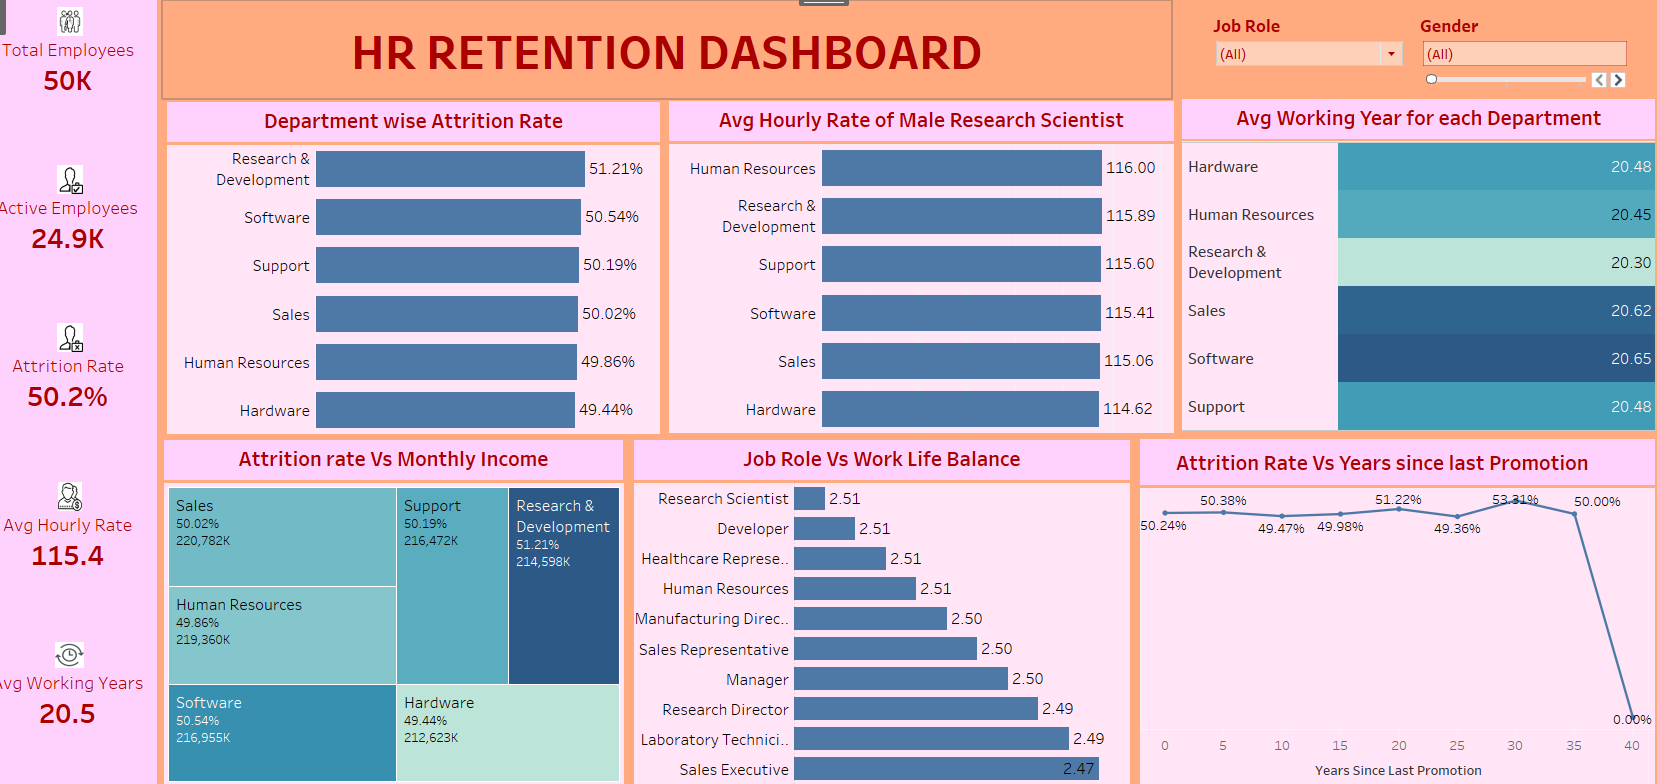 Total Employees
50K
Active Employees
24.9K
Attrition Rate
50.2%
Avg Hourly Rate
115.4
Avg Working Years
20.5
HR RETENTION DASHBOARD
Job Role
(All)
Gender
(All)
Department wise Attrition Rate
Research &
Development
51.21%
Software
50.54%
Support
50.19%
Sales
50.02%
Human Resources
49.86%
Hardware
49.44%
Avg Hourly Rate of Male Research Scientist
Human Resources
116.00
Research &
Development
115.89
Support
115.60
Software
115.41
Sales
115.06
Hardware
114.62
Avg Working Year for each Department
Hardware
20.48
Human Resources
20.45
Research &
Development
20.30
Sales
20.62
Software
20.65
Support
20.48
Attrition rate Vs Monthly Income
Sales
50.02%
220,782K
Human Resources
49.86%
219,360K
Software
50.54%
216,955K
Support
50.19%
216,472K
Research &
Development
51.21%
214,598K
Hardware
49.44%
212,623K
Job Role Vs Work Life Balance
Research Scientist 2.51
Developer 2.51
Healthcare Represe.. 2.51
Human Resources 2.51
Manufacturing Direc.. 2.50
Sales Representative 2.50
Manager 2.50
Research Director 2.49
Laboratory Technici.. 2.49
Sales Executive 2.47
Attrition Rate Vs Years since last Promotion
50.24%
50.38%
49.47%
49.98%
51.22%
49.36%
53.31%
50.00%
0.00%
0 5 10 15 20 25 30 35 40
Years Since Last Promotion